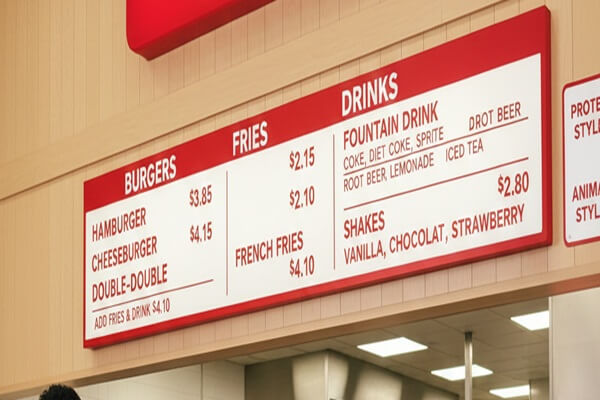 BURGERS
HAMBURGER $3.85
CHEESEBURGER $4.15
DOUBLE-DOUBLE
ADD FRIES & DRINK $4.10
FRIES
$2.15
$2.10
FRENCH FRIES
$4.10
DRINKS
FOUNTAIN DRINK
COKE, DIET COKE, SPRITE DROT BEER
ROOT BEER, LEMONADE ICED TEA
$2.80
SHAKES
VANILLA, CHOCOLAT, STRAWBERRY
PROTE
STYL
ANIMA
STYL